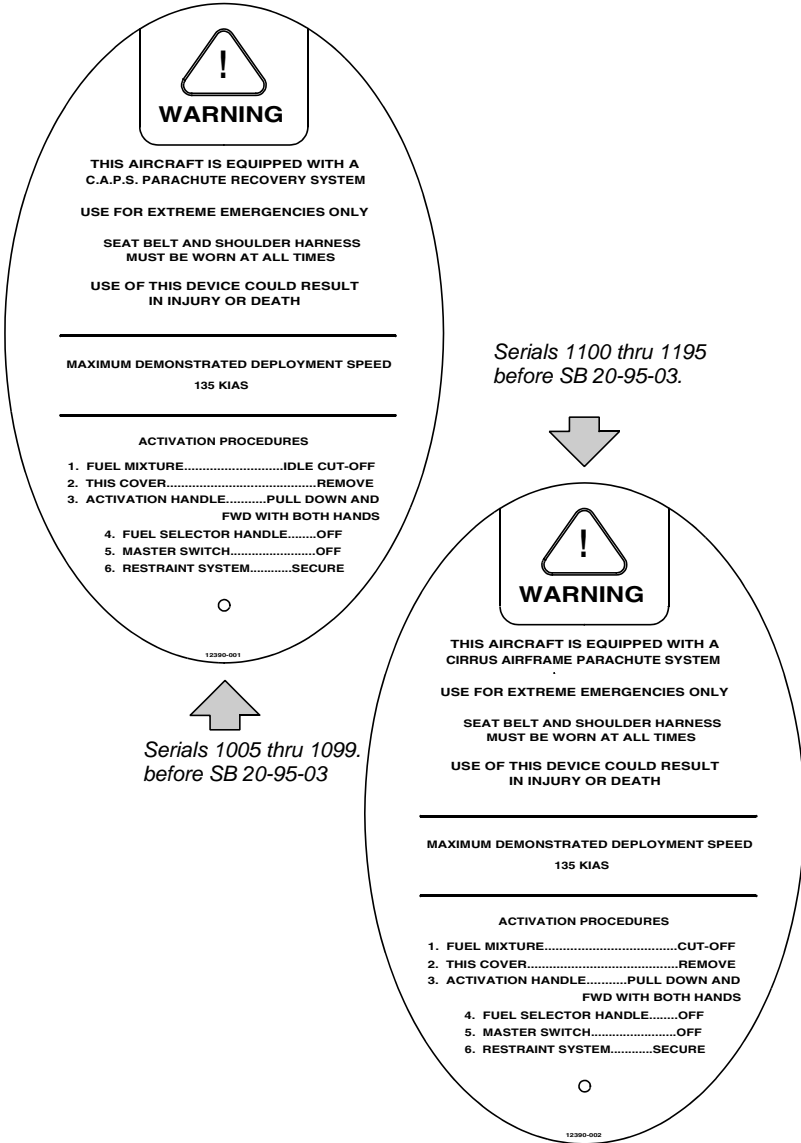 !
WARNING
THIS AIRCRAFT IS EQUIPPED WITH A
C.A.P.S. PARACHUTE RECOVERY SYSTEM
USE FOR EXTREME EMERGENCIES ONLY
SEAT BELT AND SHOULDER HARNESS
MUST BE WORN AT ALL TIMES
USE OF THIS DEVICE COULD RESULT
IN INJURY OR DEATH
MAXIMUM DEMONSTRATED DEPLOYMENT SPEED
135 KIAS
ACTIVATION PROCEDURES
1. FUEL MIXTURE...........................IDLE CUT-OFF
2. THIS COVER.........................................REMOVE
3. ACTIVATION HANDLE...........PULL DOWN AND
FWD WITH BOTH HANDS
4. FUEL SELECTOR HANDLE........OFF
5. MASTER SWITCH.......................OFF
6. RESTRAINT SYSTEM...........SECURE
12390-001
Serials 1005 thru 1099.
before SB 20-95-03
Serials 1100 thru 1195
before SB 20-95-03.
!
WARNING
THIS AIRCRAFT IS EQUIPPED WITH A
CIRRUS AIRFRAME PARACHUTE SYSTEM
.
USE FOR EXTREME EMERGENCIES ONLY
SEAT BELT AND SHOULDER HARNESS
MUST BE WORN AT ALL TIMES
USE OF THIS DEVICE COULD RESULT
IN INJURY OR DEATH
MAXIMUM DEMONSTRATED DEPLOYMENT SPEED
135 KIAS
ACTIVATION PROCEDURES
1. FUEL MIXTURE....................................CUT-OFF
2. THIS COVER.........................................REMOVE
3. ACTIVATION HANDLE...........PULL DOWN AND
FWD WITH BOTH HANDS
4. FUEL SELECTOR HANDLE........OFF
5. MASTER SWITCH.......................OFF
6. RESTRAINT SYSTEM...........SECURE
12390-002